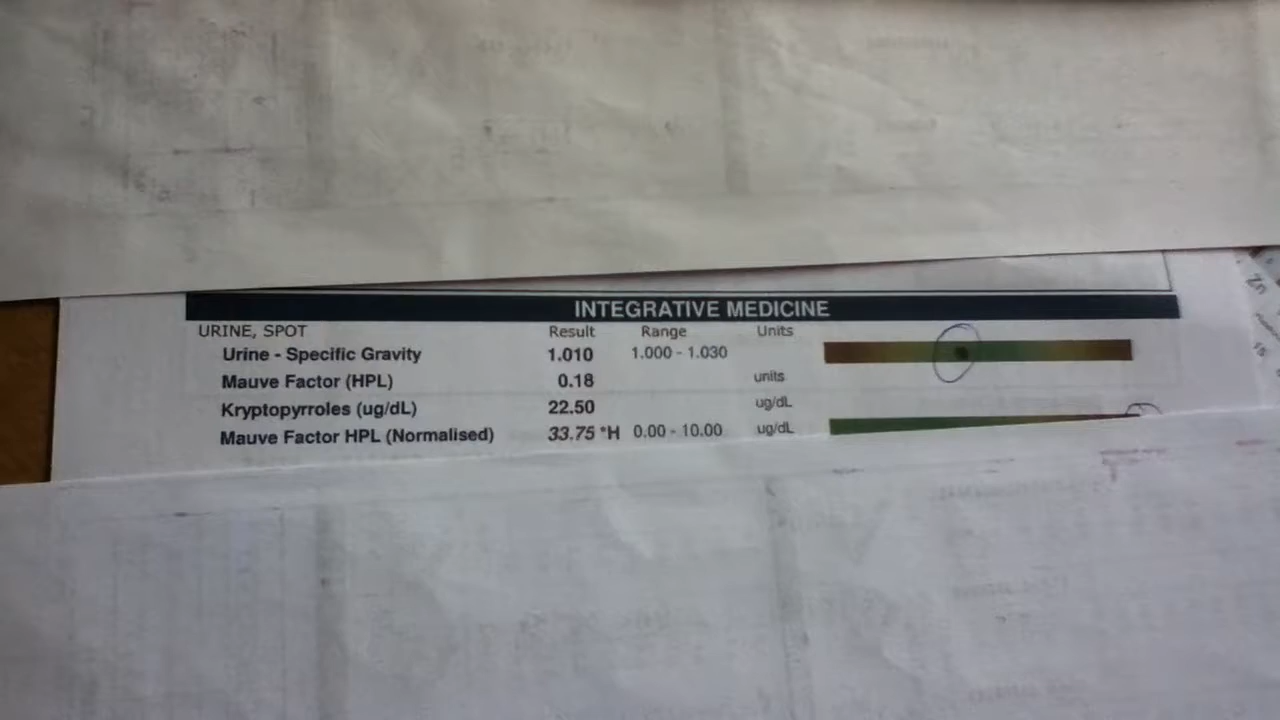 INTEGRATIVE MEDICINE
URINE, SPOT Result Range Units
Urine - Specific Gravity 1.010 1.000 - 1.030
Mauve Factor (HPL) 0.18 units
Kryptopyrroles (ug/dL) 22.50 ug/dL
Mauve Factor HPL (Normalised) 33.75 *H 0.00 - 10.00 ug/dL
Zn